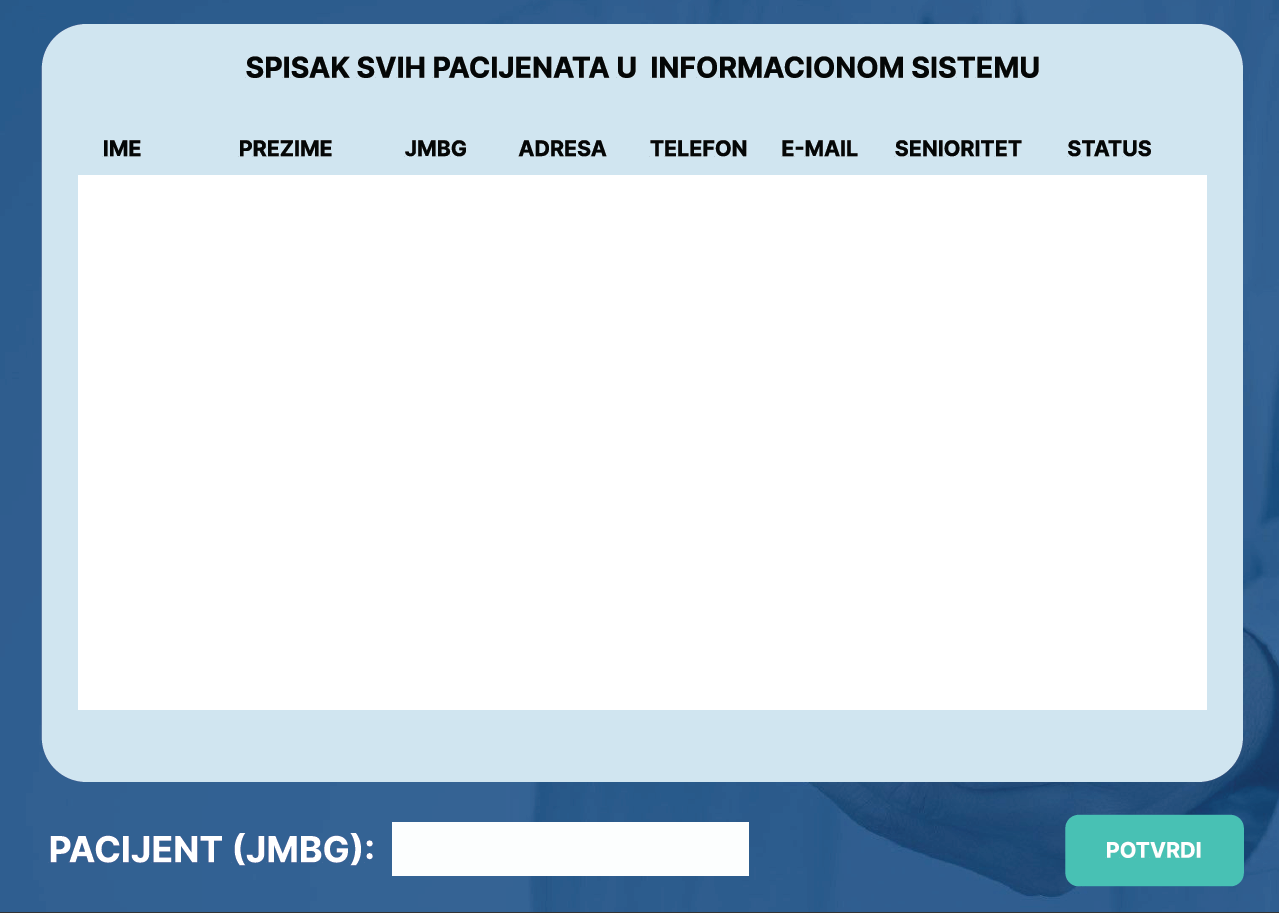 SPISAK SVIH PACIJENATA U  INFORMACIONOM SISTEMU
IME PREZIME JMBG ADRESA TELEFON E-MAIL SENIORITET STATUS
PACIJENT (JMBG):
POTVRDI